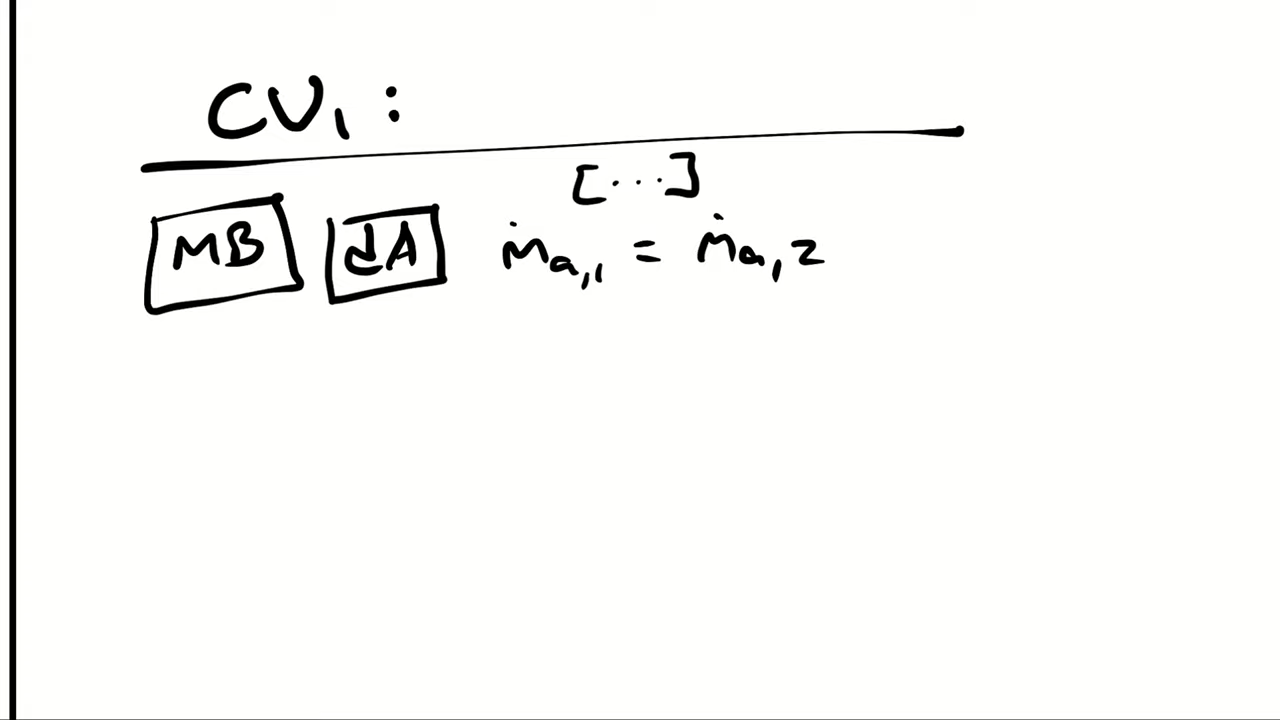 CV₁ :
[...]
MB dA ṁₐ,₁ = ṁₐ,₂